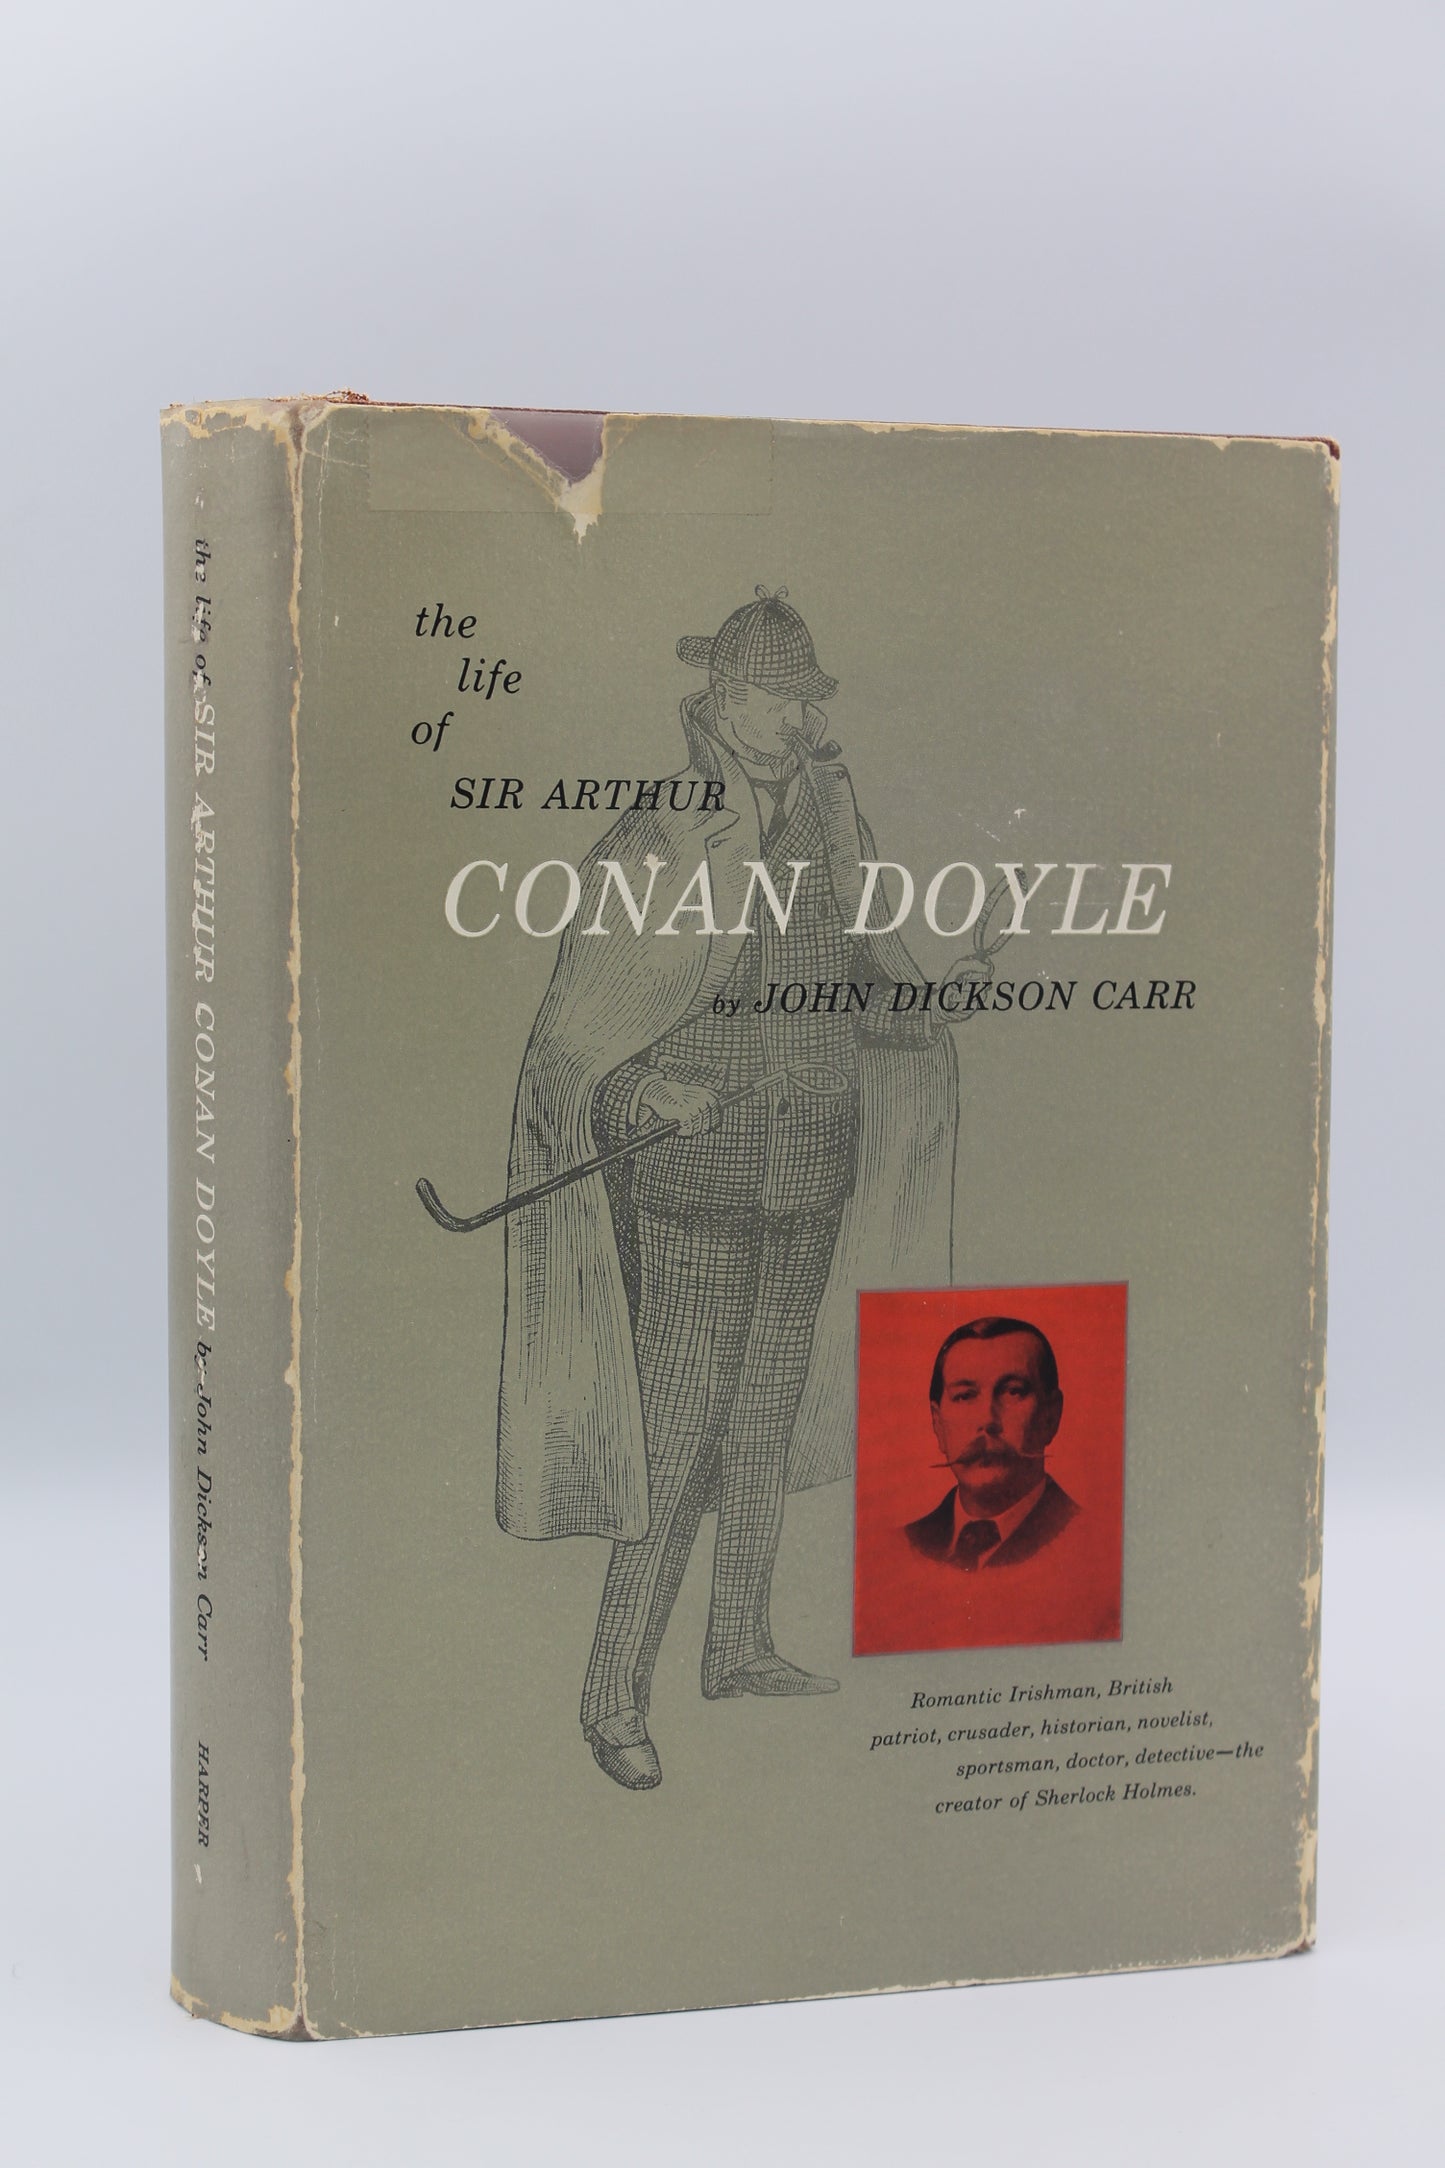 the life of SIR ARTHUR CONAN DOYLE by John Dickson Carr HARPER
the
life
of
SIR ARTHUR
CONAN DOYLE
by JOHN DICKSON CARR
Romantic Irishman, British
patriot, crusader, historian, novelist,
sportsman, doctor, detective—the
creator of Sherlock Holmes.